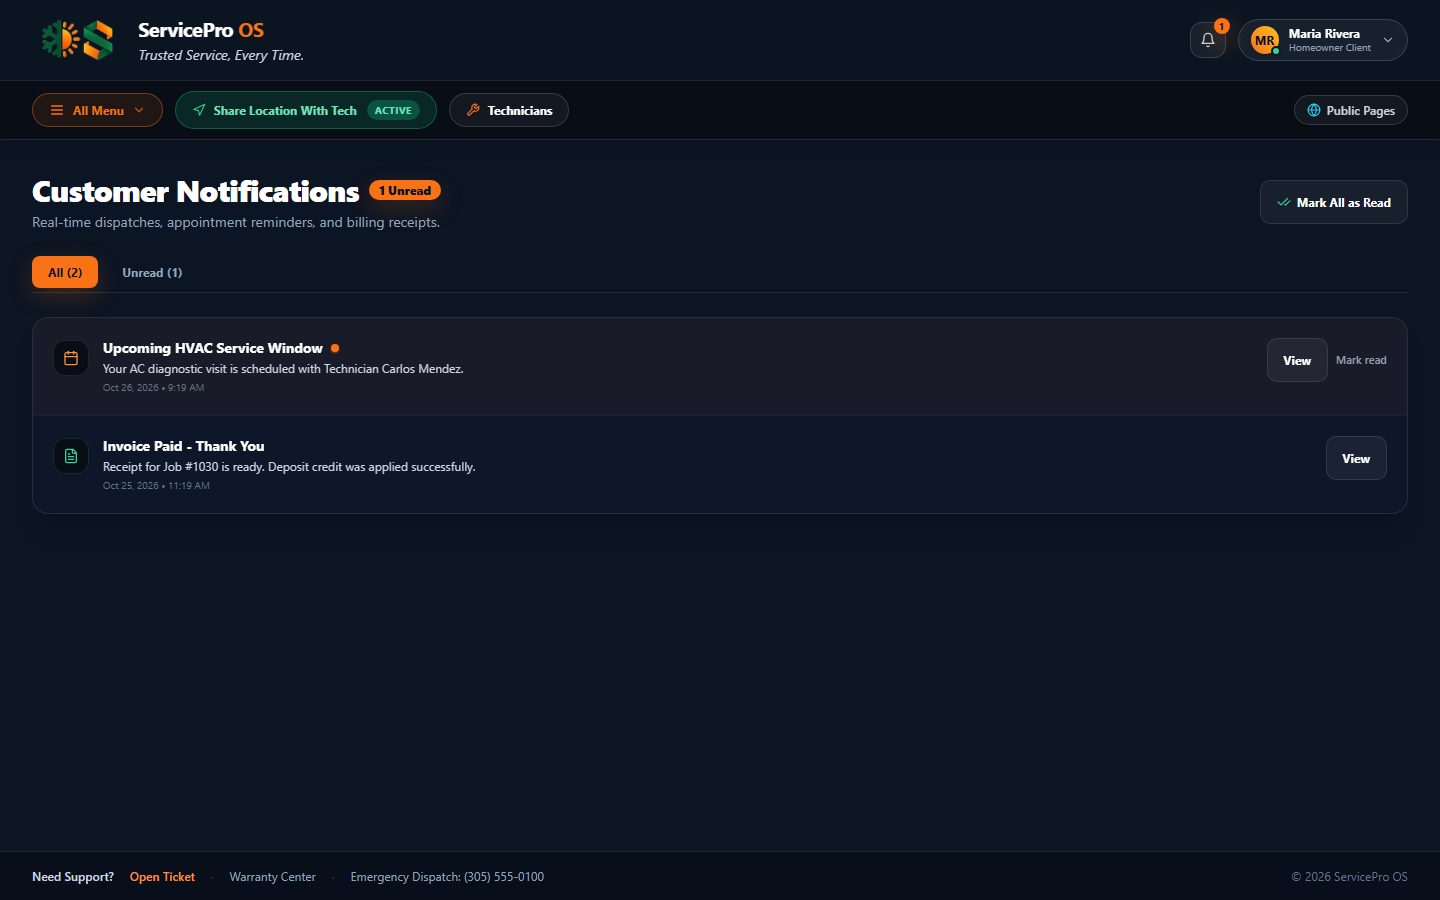 ServicePro OS
Trusted Service, Every Time.
1
MR
Maria Rivera
Homeowner Client
All Menu
Share Location With Tech
ACTIVE
Technicians
Public Pages
Customer Notifications
1 Unread
Real-time dispatches, appointment reminders, and billing receipts.
Mark All as Read
All (2)
Unread (1)
Upcoming HVAC Service Window
Your AC diagnostic visit is scheduled with Technician Carlos Mendez.
Oct 26, 2026 • 9:19 AM
View
Mark read
Invoice Paid - Thank You
Receipt for Job #1030 is ready. Deposit credit was applied successfully.
Oct 25, 2026 • 11:19 AM
View
Need Support?
Open Ticket
·
Warranty Center
·
Emergency Dispatch: (305) 555-0100
© 2026 ServicePro OS